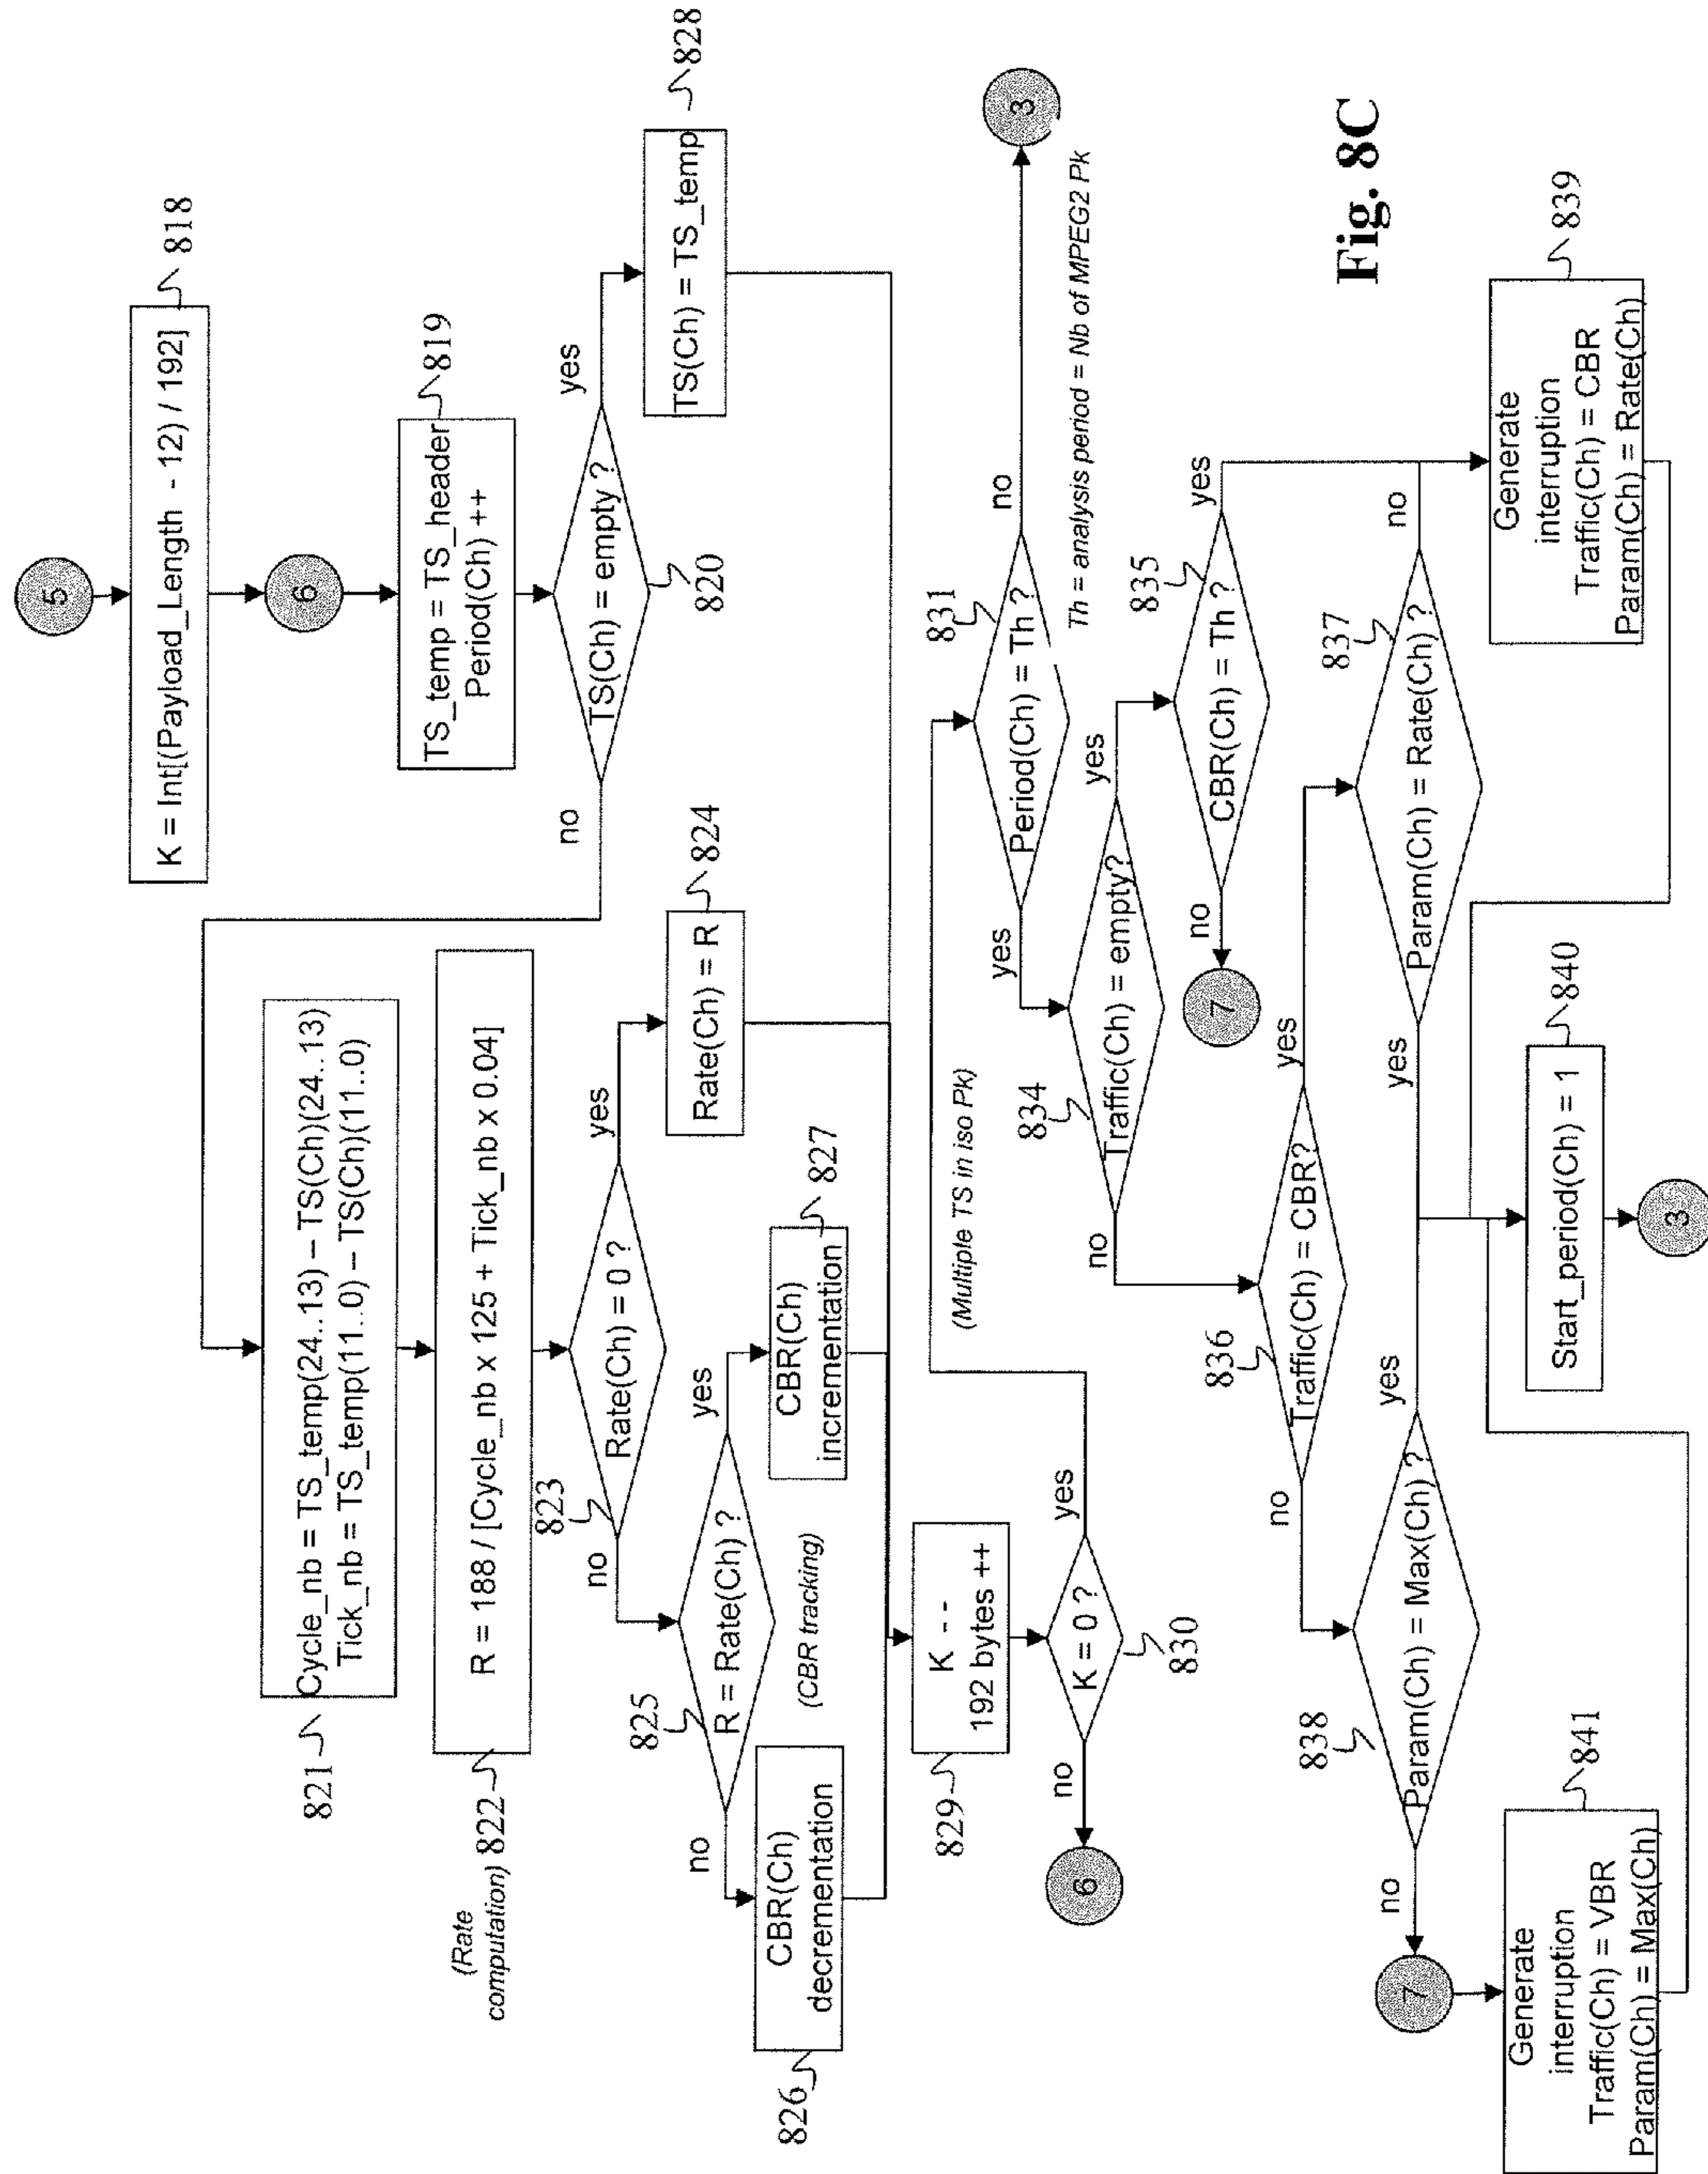 5
K = Int[(Payload_Length - 12) / 192]
818
6
TS_temp = TS_header
Period(Ch) ++
819
TS(Ch) = empty ?
820
yes
no
TS(Ch) = TS_temp
828
Cycle_nb = TS_temp(24..13) – TS(Ch)(24..13)
Tick_nb = TS_temp(11..0) – TS(Ch)(11..0)
821
R = 188 / [Cycle_nb x 125 + Tick_nb x 0.04]
(Rate
computation)
822
Rate(Ch) = 0 ?
823
yes
no
Rate(Ch) = R
824
R = Rate(Ch) ?
825
yes
no
CBR(Ch)
incrementation
827
(CBR tracking)
CBR(Ch)
decrementation
826
K - -
192 bytes ++
829
K = 0 ?
830
yes
no
6
(Multiple TS in iso Pk)
Period(Ch) = Th ?
831
no
yes
3
Th = analysis period = Nb of MPEG2 Pk
Traffic(Ch) = empty?
834
yes
no
CBR(Ch) = Th ?
835
yes
no
7
Traffic(Ch) = CBR?
836
yes
no
Param(Ch) = Rate(Ch) ?
837
no
yes
Param(Ch) = Max(Ch) ?
838
yes
no
7
Generate
interruption
Traffic(Ch) = CBR
Param(Ch) = Rate(Ch)
839
Start_period(Ch) = 1
840
3
Generate
interruption
Traffic(Ch) = VBR
Param(Ch) = Max(Ch)
841
Fig. 8C